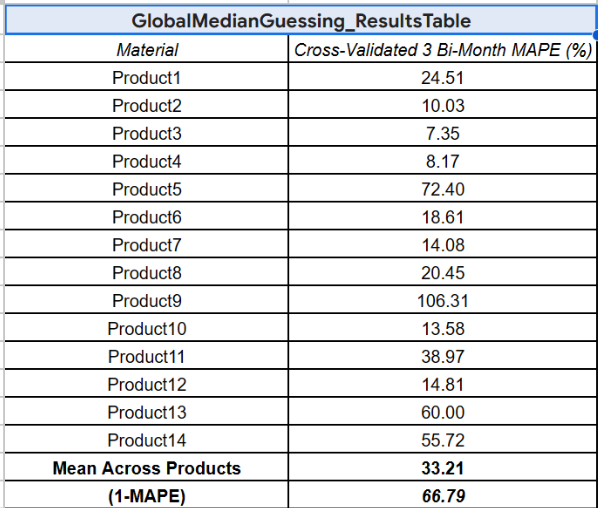 GlobalMedianGuessing_ResultsTable
Material Cross-Validated 3 Bi-Month MAPE (%)
Product1 24.51
Product2 10.03
Product3 7.35
Product4 8.17
Product5 72.40
Product6 18.61
Product7 14.08
Product8 20.45
Product9 106.31
Product10 13.58
Product11 38.97
Product12 14.81
Product13 60.00
Product14 55.72
Mean Across Products 33.21
(1-MAPE) 66.79